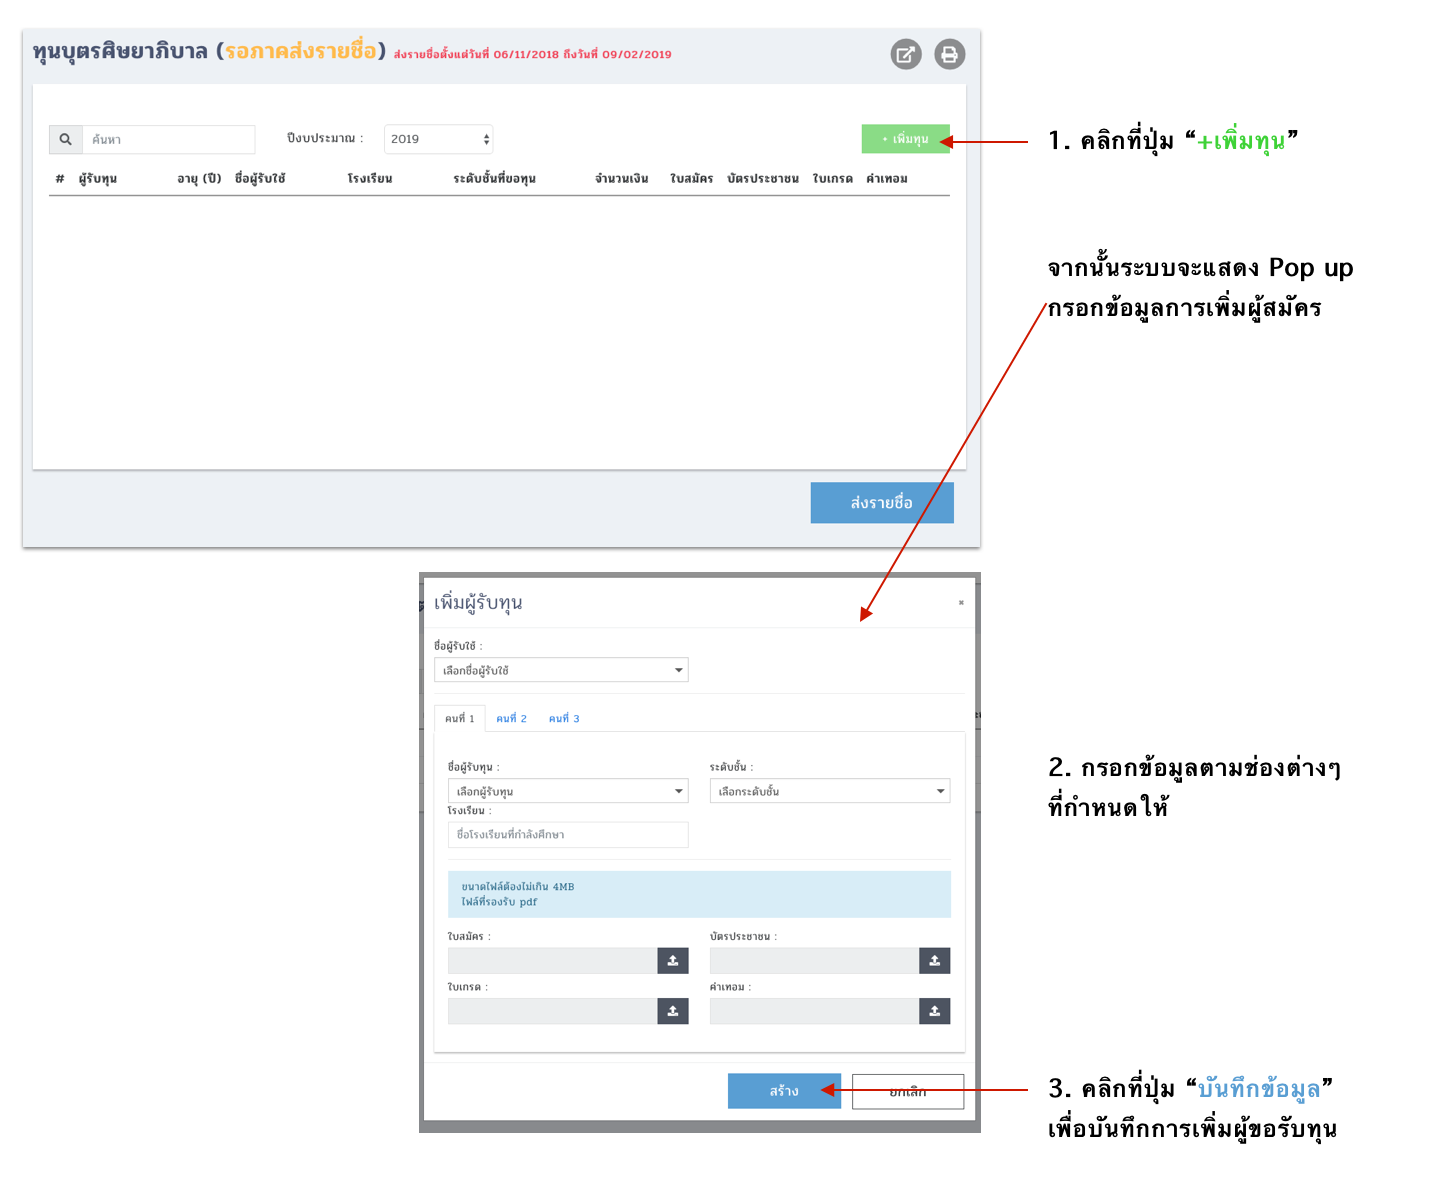 ทุนบุตรศิษยาภิบาล (รอภาคส่งรายชื่อ) ส่งรายชื่อตั้งแต่วันที่ 06/11/2018 ถึงวันที่ 09/02/2019
ค้นหา ปีงบประมาณ : 2019 + เพิ่มทุน
# ผู้รับทุน อายุ (ปี) ชื่อผู้รับใช้ โรงเรียน ระดับชั้นที่ขอทุน จำนวนเงิน ใบสมัคร บัตรประชาชน ใบเกรด ค่าเทอม
ส่งรายชื่อ
1. คลิกที่ปุ่ม “+เพิ่มทุน”
จากนั้นระบบจะแสดง Pop up
กรอกข้อมูลการเพิ่มผู้สมัคร
เพิ่มผู้รับทุน
ชื่อผู้รับใช้ :
เลือกชื่อผู้รับใช้
คนที่ 1 คนที่ 2 คนที่ 3
ชื่อผู้รับทุน : ระดับชั้น :
เลือกผู้รับทุน เลือกระดับชั้น
โรงเรียน :
ชื่อโรงเรียนที่กำลังศึกษา
ขนาดไฟล์ต้องไม่เกิน 4MB
ไฟล์ที่รองรับ pdf
ใบสมัคร : บัตรประชาชน :
ใบเกรด : ค่าเทอม :
สร้าง ยกเลิก
2. กรอกข้อมูลตามช่องต่างๆ
ที่กำหนดให้
3. คลิกที่ปุ่ม “บันทึกข้อมูล”
เพื่อบันทึกการเพิ่มผู้ขอรับทุน